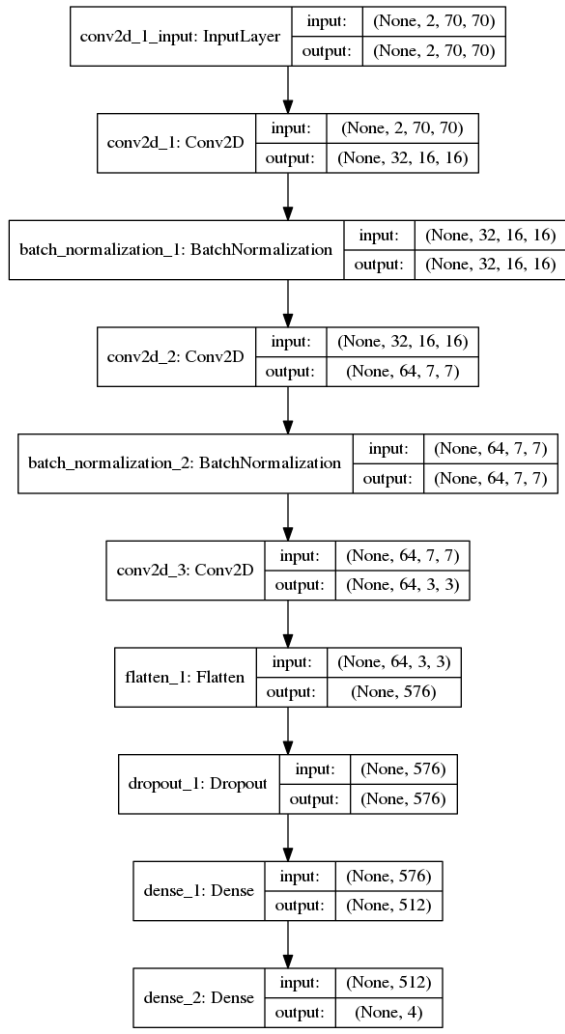 conv2d_1_input: InputLayer
input: (None, 2, 70, 70)
output: (None, 2, 70, 70)
conv2d_1: Conv2D
input: (None, 2, 70, 70)
output: (None, 32, 16, 16)
batch_normalization_1: BatchNormalization
input: (None, 32, 16, 16)
output: (None, 32, 16, 16)
conv2d_2: Conv2D
input: (None, 32, 16, 16)
output: (None, 64, 7, 7)
batch_normalization_2: BatchNormalization
input: (None, 64, 7, 7)
output: (None, 64, 7, 7)
conv2d_3: Conv2D
input: (None, 64, 7, 7)
output: (None, 64, 3, 3)
flatten_1: Flatten
input: (None, 64, 3, 3)
output: (None, 576)
dropout_1: Dropout
input: (None, 576)
output: (None, 576)
dense_1: Dense
input: (None, 576)
output: (None, 512)
dense_2: Dense
input: (None, 512)
output: (None, 4)